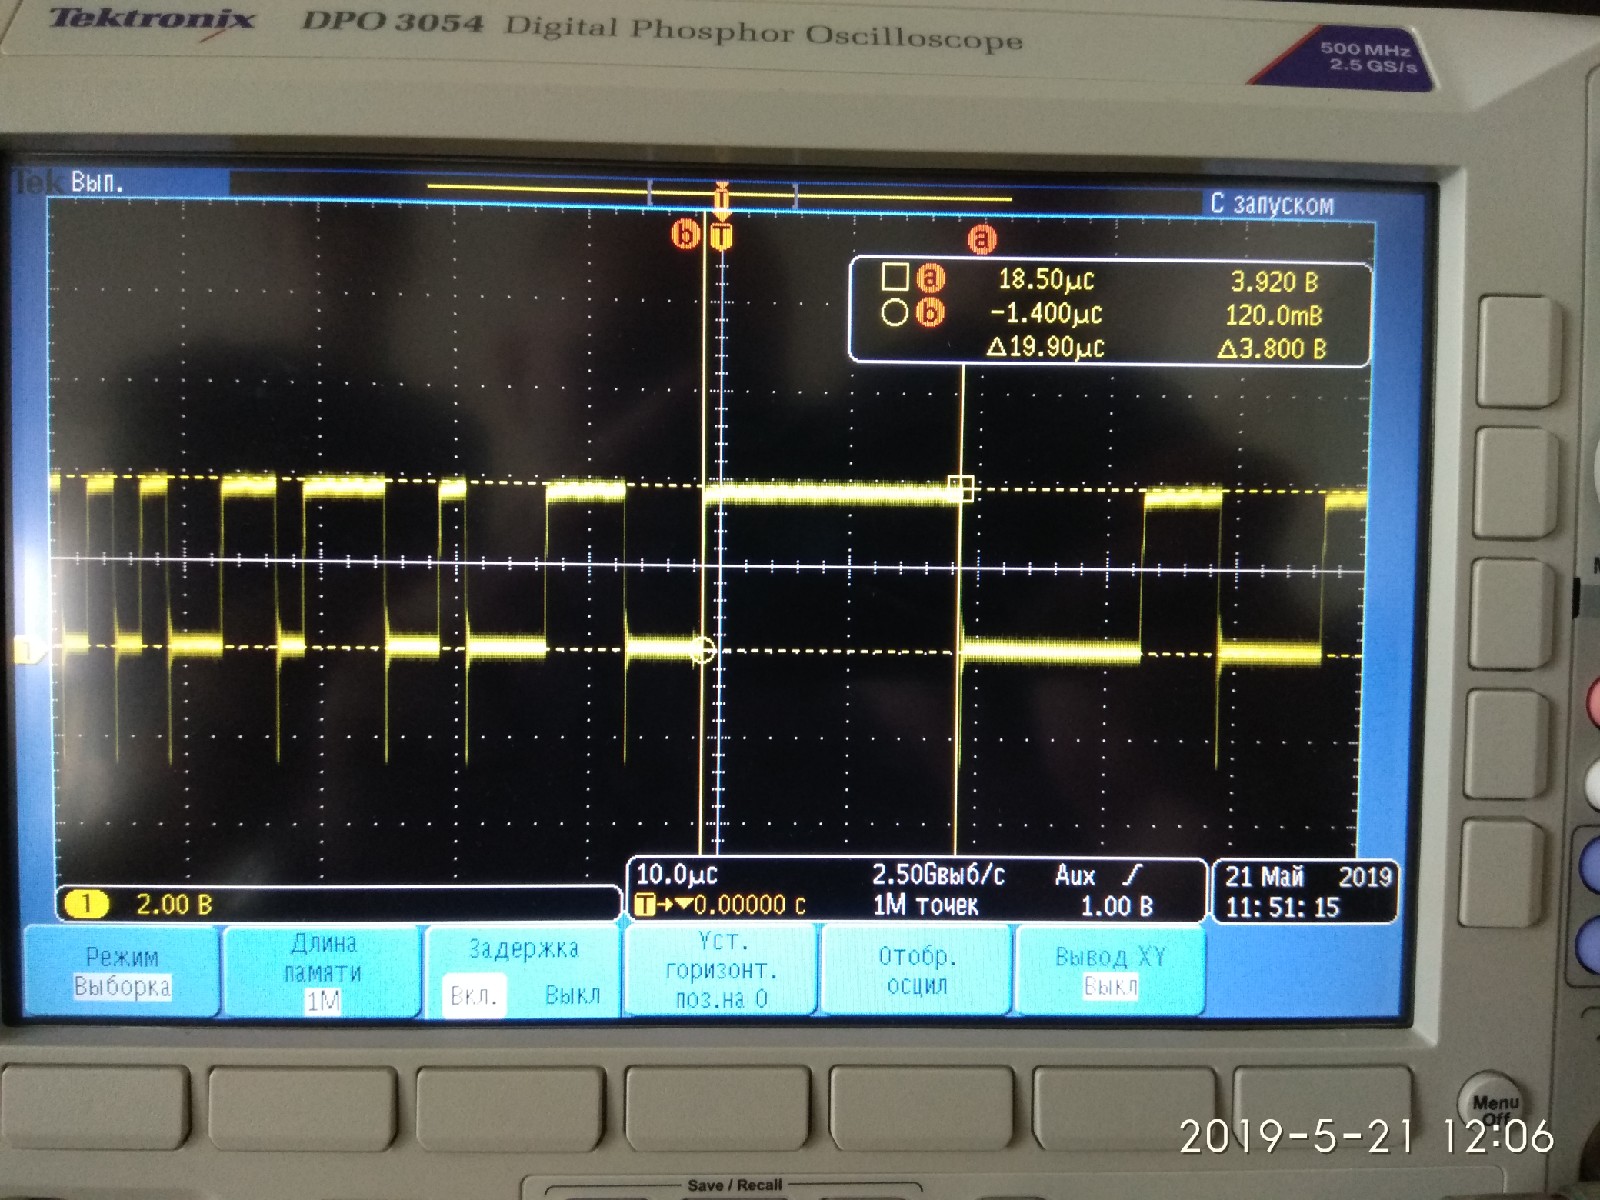 Tektronix DPO 3054 Digital Phosphor Oscilloscope
500 MHz
2.5 GS/s
Tek Вып.
С запуском
b T a
a 18.50µс 3.920 В
b -1.400µс 120.0мВ
Δ19.90µс Δ3.800 В
1
1 2.00 В
10.0µс 2.50Gвыб/с Aux
T→▼0.00000 с 1M точек 1.00 В
21 Май 2019
11:51:15
Режим
Выборка
Длина
памяти
1M
Задержка
Вкл. Выкл
Уст.
горизонт.
поз.на 0
Отобр.
осцил
Вывод XY
Выкл
Menu
Off
2019-5-21 12:06
Save / Recall